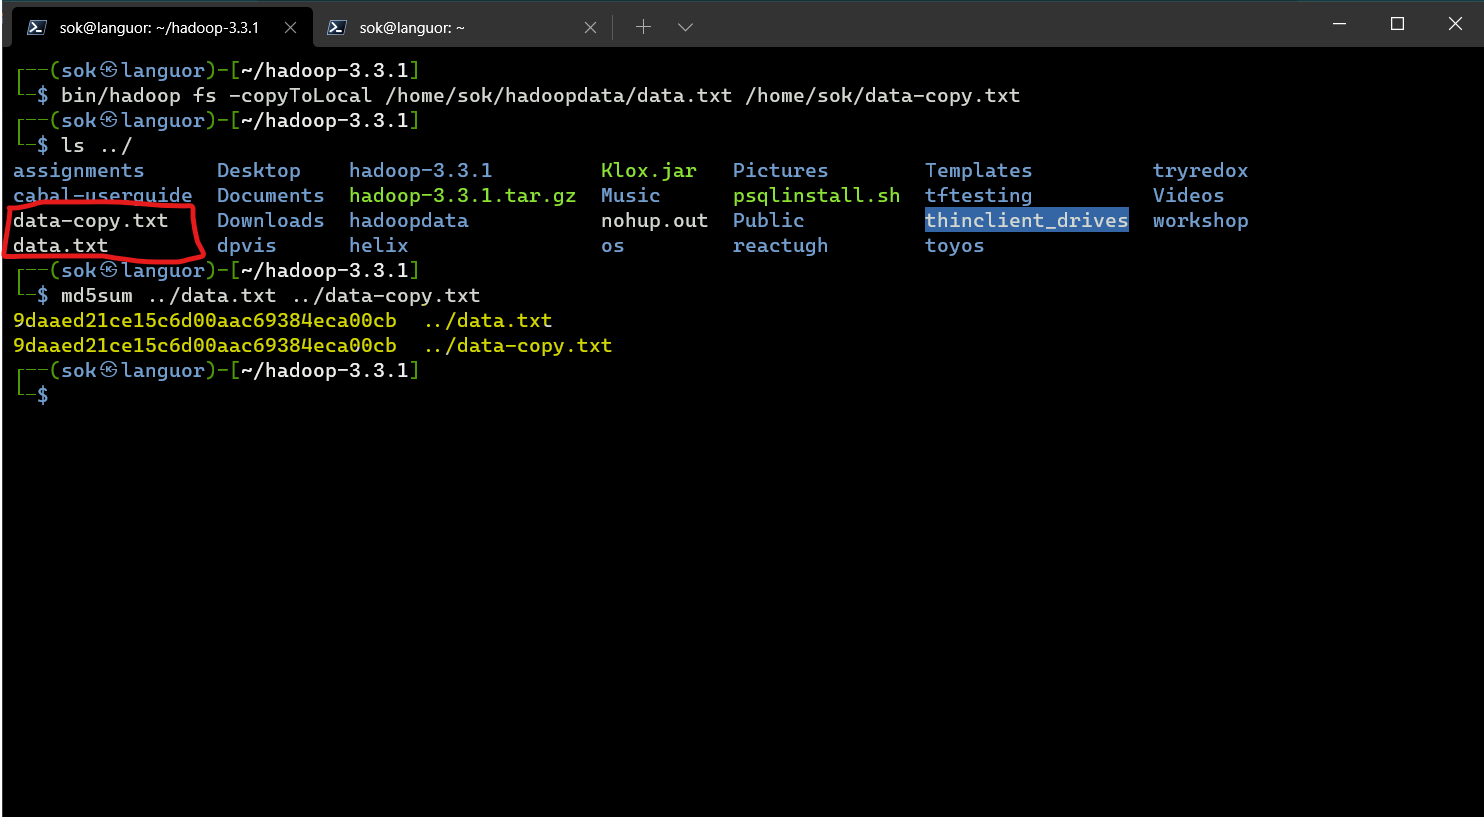 sok@languor: ~/hadoop-3.3.1 sok@languor: ~
┌──(sok㉿languor)-[~/hadoop-3.3.1]
└─$ bin/hadoop fs -copyToLocal /home/sok/hadoopdata/data.txt /home/sok/data-copy.txt
┌──(sok㉿languor)-[~/hadoop-3.3.1]
└─$ ls ../
assignments Desktop hadoop-3.3.1 Klox.jar Pictures Templates tryredox
cabal-userguide Documents hadoop-3.3.1.tar.gz Music psqlinstall.sh tftesting Videos
data-copy.txt Downloads hadoopdata nohup.out Public thinclient_drives workshop
data.txt dpvis helix os reactugh toyos
┌──(sok㉿languor)-[~/hadoop-3.3.1]
└─$ md5sum ../data.txt ../data-copy.txt
9daaed21ce15c6d00aac69384eca00cb ../data.txt
9daaed21ce15c6d00aac69384eca00cb ../data-copy.txt
┌──(sok㉿languor)-[~/hadoop-3.3.1]
└─$